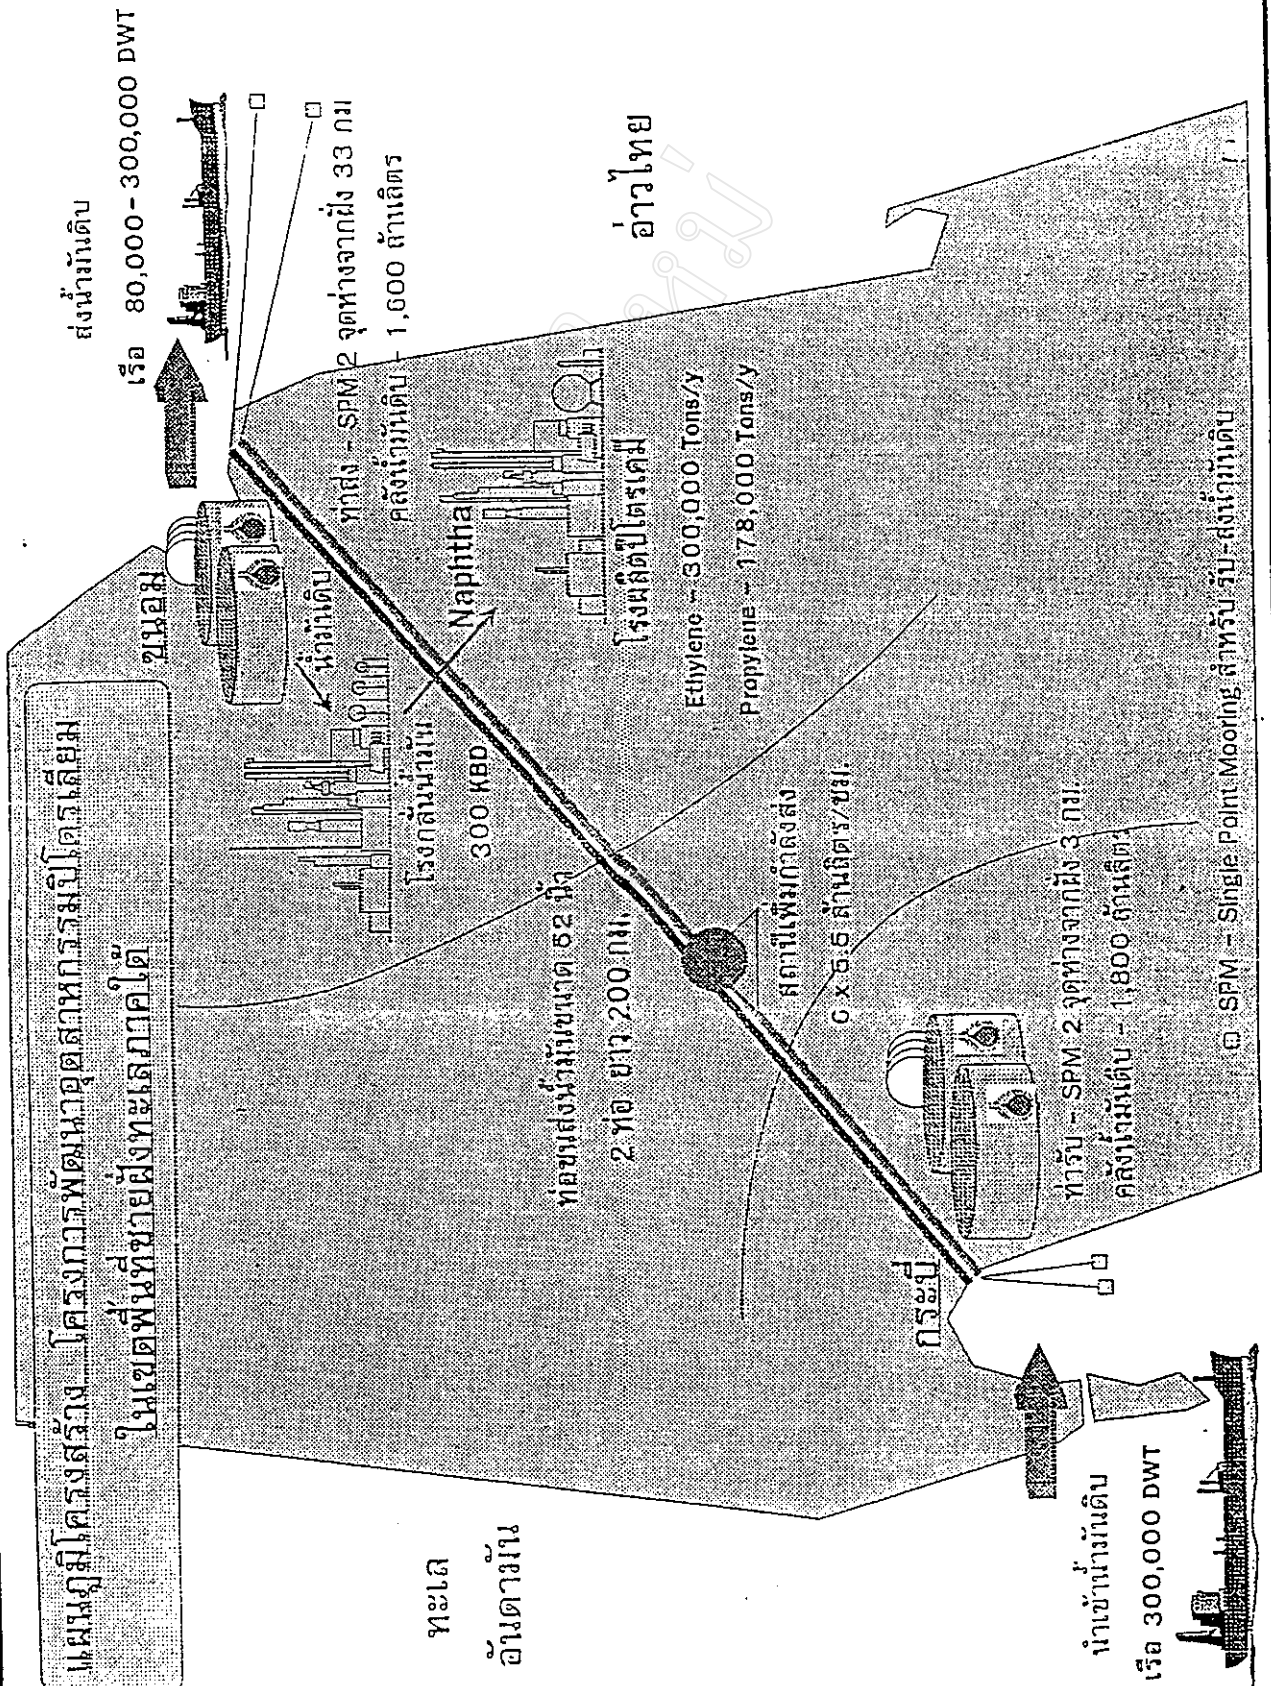 แผนภูมิโครงสร้าง โครงการพัฒนาอุตสาหกรรมปิโตรเลียม
ในเขตพื้นที่ชายฝั่งทะเลภาคใต้
ส่งน้ำมันดิบ
เรือ 80,000-300,000 DWT
ขนอม
น้ำมันดิบ
โรงกลั่นน้ำมัน
300 KBD
Naphtha
ท่าส่ง - SPM 2 จุดห่างจากฝั่ง 33 กม
คลังน้ำมันดิบ - 1,600 ล้านลิตร
โรงผลิตปิโตรเคมี
Ethylene - 300,000 Tons/y
Propylene - 178,000 Tons/y
อ่าวไทย
ท่อขนส่งน้ำมันขนาด 52 นิ้ว
2 ท่อ ยาว 200 กม.
สถานีเพิ่มกำลังส่ง
6 x 5.5 ล้านลิตร/ชม.
ทะเล
อันดามัน
กระบี่
ท่ารับ - SPM 2 จุดห่างจากฝั่ง 3 กม.
คลังน้ำมันดิบ - 1,800 ล้านลิตร
นำเข้าน้ำมันดิบ
เรือ 300,000 DWT
SPM - Single Point Mooring สำหรับ รับ-ส่งน้ำมันดิบ